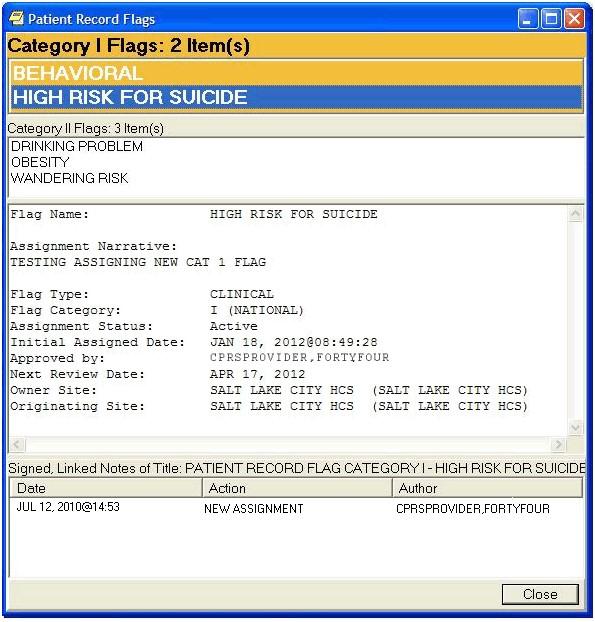 Patient Record Flags
Category I Flags: 2 Item(s)
BEHAVIORAL
HIGH RISK FOR SUICIDE
Category II Flags: 3 Item(s)
DRINKING PROBLEM
OBESITY
WANDERING RISK
Flag Name: HIGH RISK FOR SUICIDE
Assignment Narrative:
TESTING ASSIGNING NEW CAT 1 FLAG
Flag Type: CLINICAL
Flag Category: I (NATIONAL)
Assignment Status: Active
Initial Assigned Date: JAN 18, 2012@08:49:28
Approved by: CPRSPROVIDER,FORTYFOUR
Next Review Date: APR 17, 2012
Owner Site: SALT LAKE CITY HCS (SALT LAKE CITY HCS)
Originating Site: SALT LAKE CITY HCS (SALT LAKE CITY HCS)
Signed, Linked Notes of Title: PATIENT RECORD FLAG CATEGORY I - HIGH RISK FOR SUICIDE
Date Action Author
JUL 12, 2010@14:53 NEW ASSIGNMENT CPRSPROVIDER,FORTYFOUR
Close